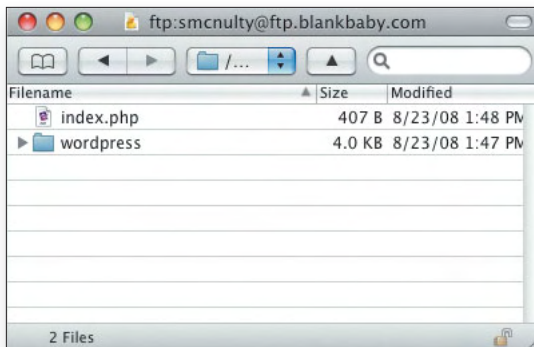 ftp:smcnulty@ftp.blankbaby.com
/...
Filename Size Modified
index.php 407 B 8/23/08 1:48 PM
wordpress 4.0 KB 8/23/08 1:47 PM
2 Files